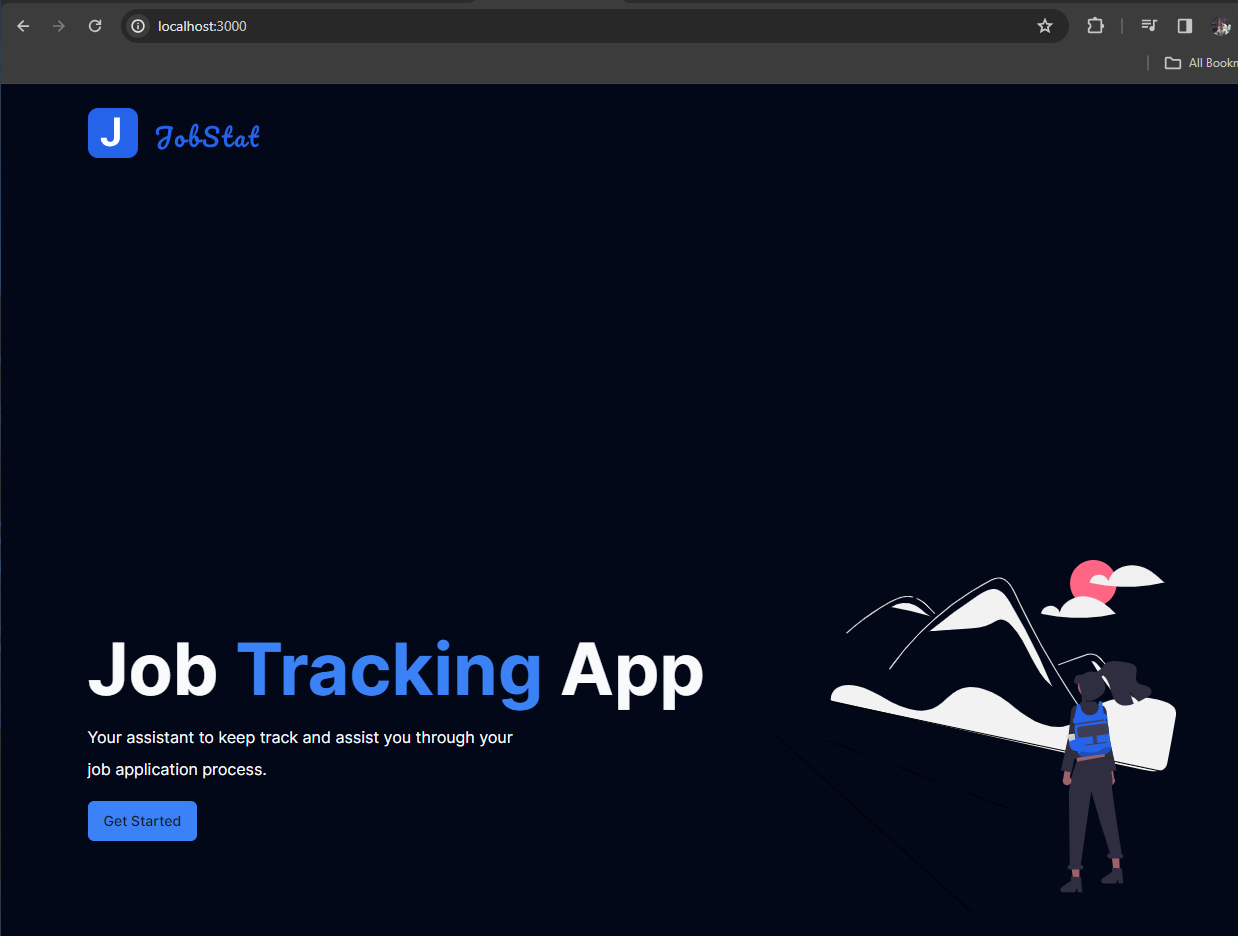 localhost:3000
All Bookm
J JobStat
Job Tracking App
Your assistant to keep track and assist you through your
job application process.
Get Started